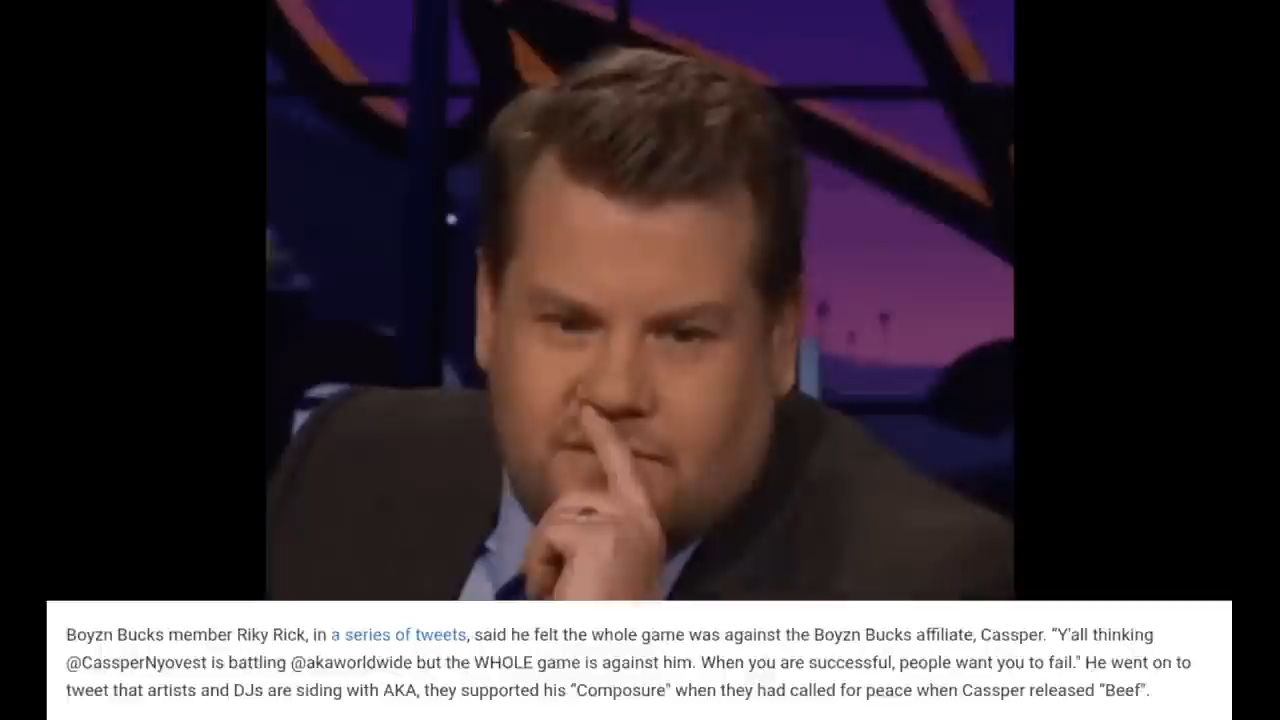 Boyzn Bucks member Riky Rick, in a series of tweets, said he felt the whole game was against the Boyzn Bucks affiliate, Cassper. “Y'all thinking
@CassperNyovest is battling @akaworldwide but the WHOLE game is against him. When you are successful, people want you to fail." He went on to
tweet that artists and DJs are siding with AKA, they supported his “Composure" when they had called for peace when Cassper released “Beef”.